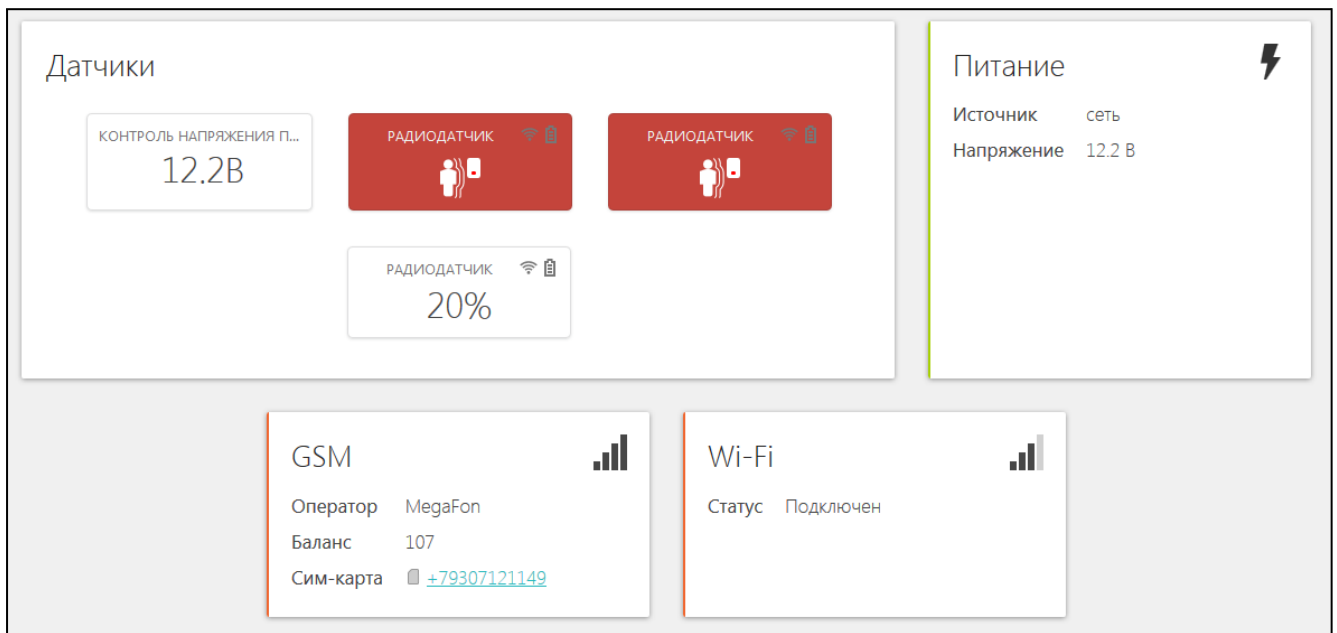 Датчики
КОНТРОЛЬ НАПРЯЖЕНИЯ П...
12.2В
РАДИОДАТЧИК
РАДИОДАТЧИК
РАДИОДАТЧИК
20%
Питание
Источник сеть
Напряжение 12.2 В
GSM
Оператор MegaFon
Баланс 107
Сим-карта +79307121149
Wi-Fi
Статус Подключен